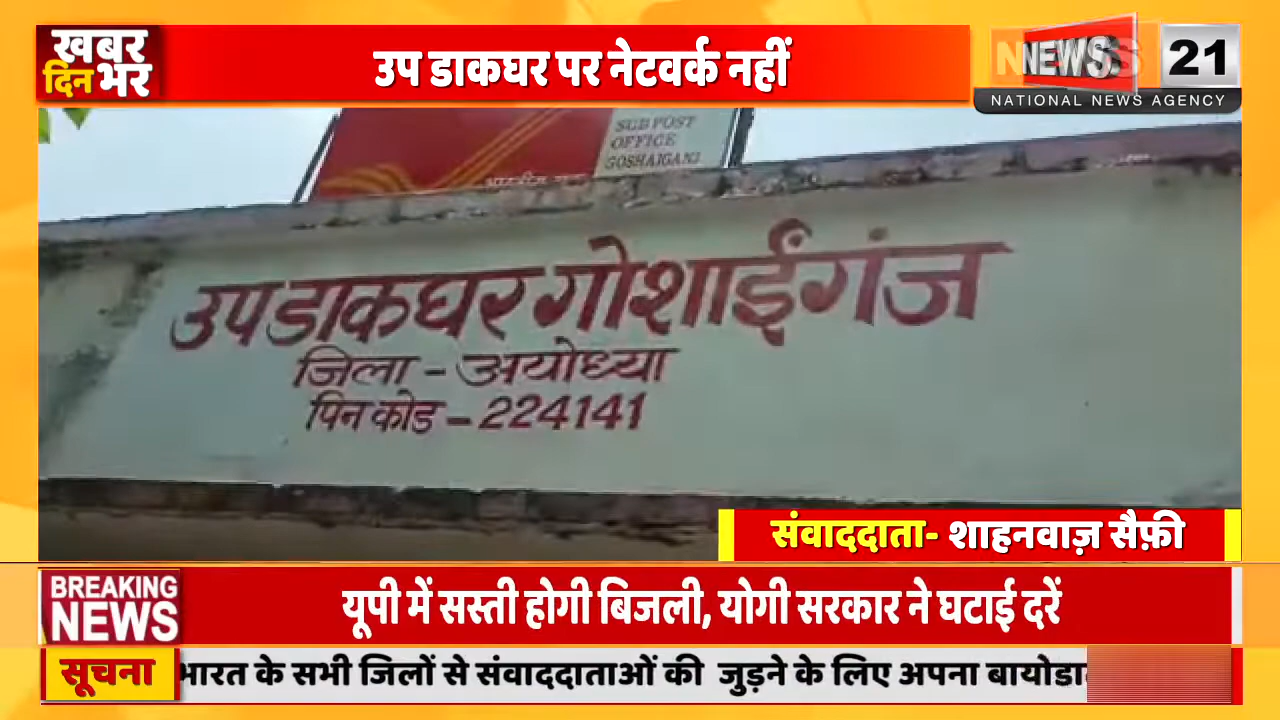 खबर
दिन भर
उप डाकघर पर नेटवर्क नहीं
NEWS 21
NATIONAL NEWS AGENCY
SUB POST
OFFICE
GOSHAIGANJ
उपडाकघर गोशाईगंज
जिला - अयोध्या
पिन कोड - 224141
संवाददाता- शाहनवाज़ सैफ़ी
BREAKING
NEWS
यूपी में सस्ती होगी बिजली, योगी सरकार ने घटाई दरें
सूचना
भारत के सभी जिलों से संवाददाताओं की जुड़ने के लिए अपना